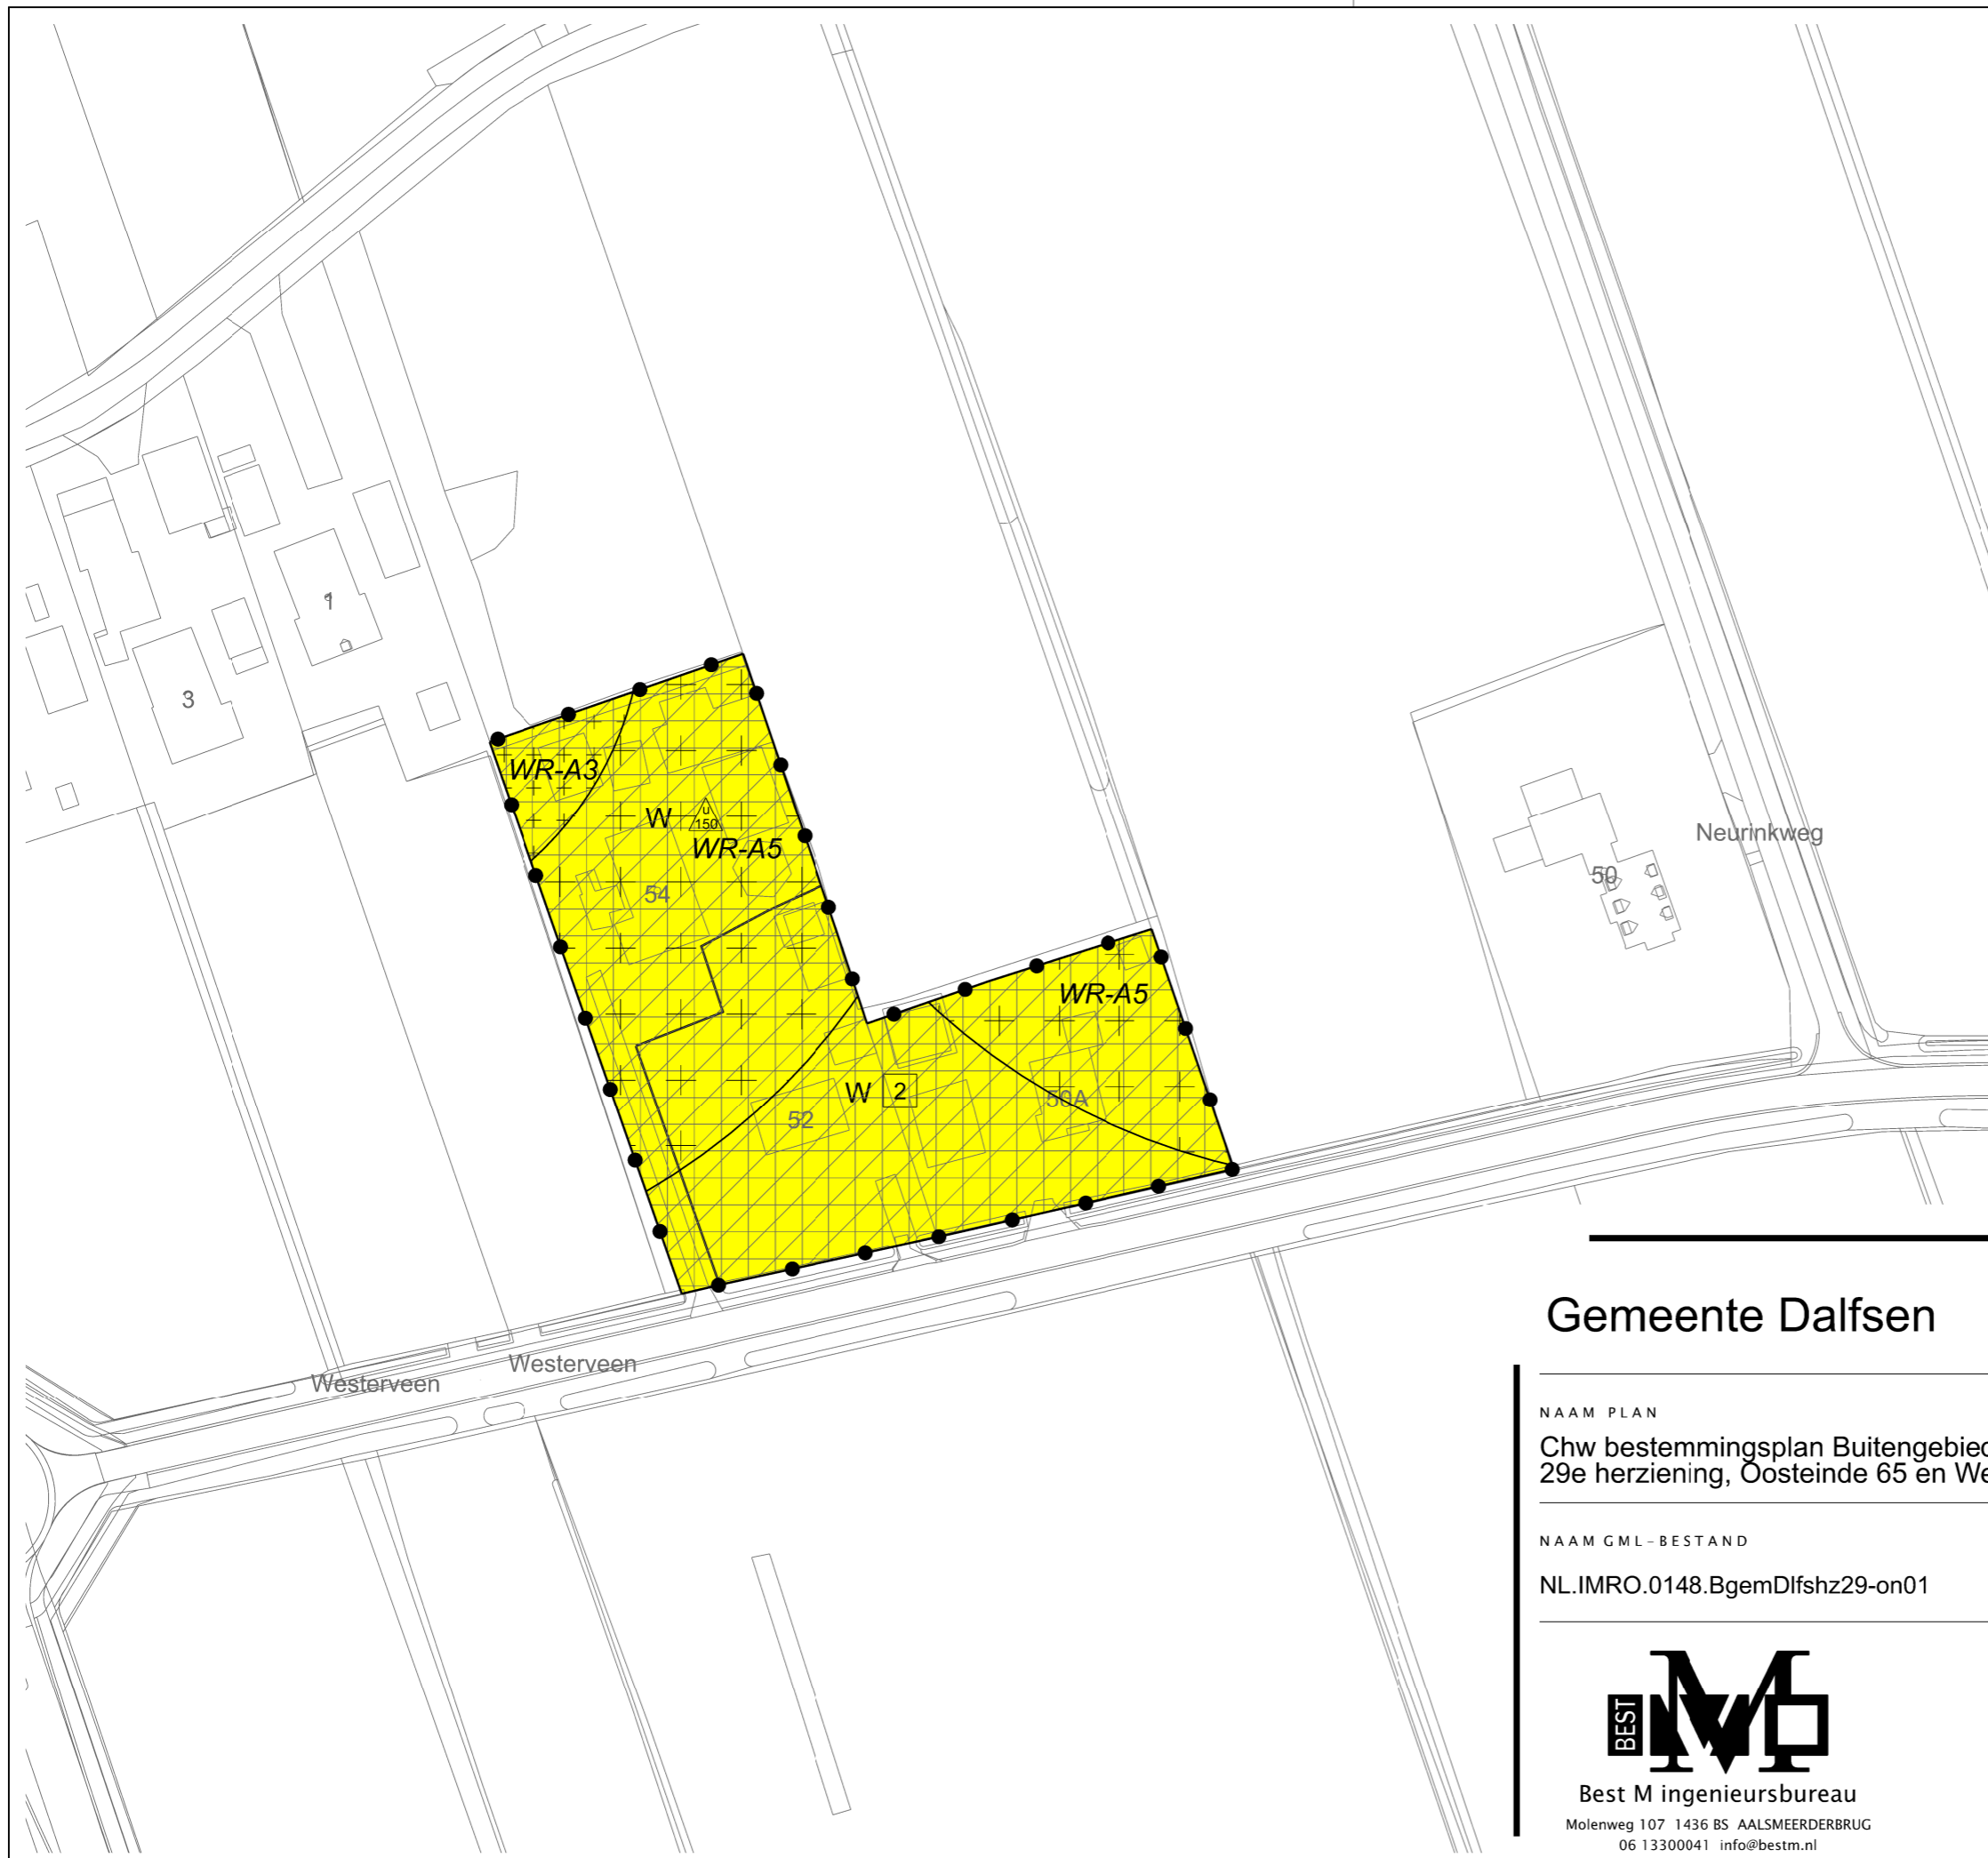 1
3
WR-A3
W
u
150
WR-A5
54
Neurinkweg
50
WR-A5
W 2
50A
52
Westerveen
Westerveen
Gemeente Dalfsen
NAAM PLAN
Chw bestemmingsplan Buitengebied
29e herziening, Oosteinde 65 en We
NAAM GML-BESTAND
NL.IMRO.0148.BgemDlfshz29-on01
BEST
M
Best M ingenieursbureau
Molenweg 107 1436 BS AALSMEERDERBRUG
06 13300041 info@bestm.nl